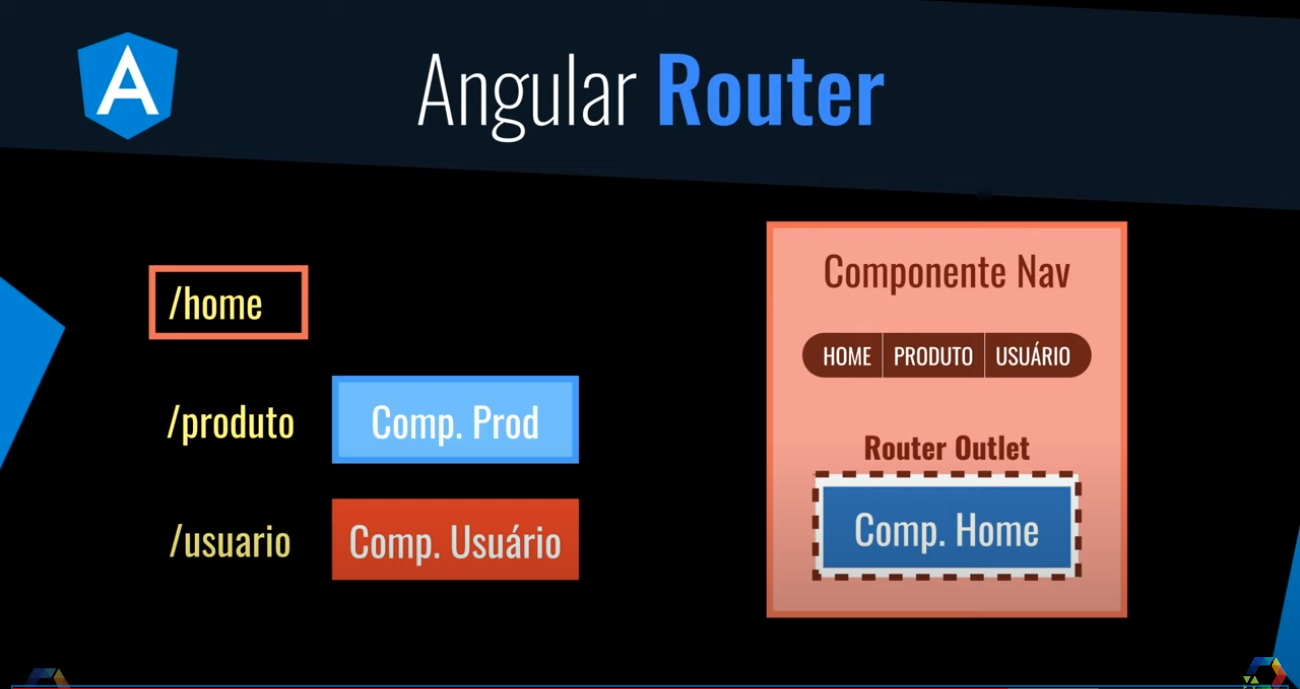 Angular Router
/home
/produto
Comp. Prod
/usuario
Comp. Usuário
Componente Nav
HOME
PRODUTO
USUÁRIO
Router Outlet
Comp. Home